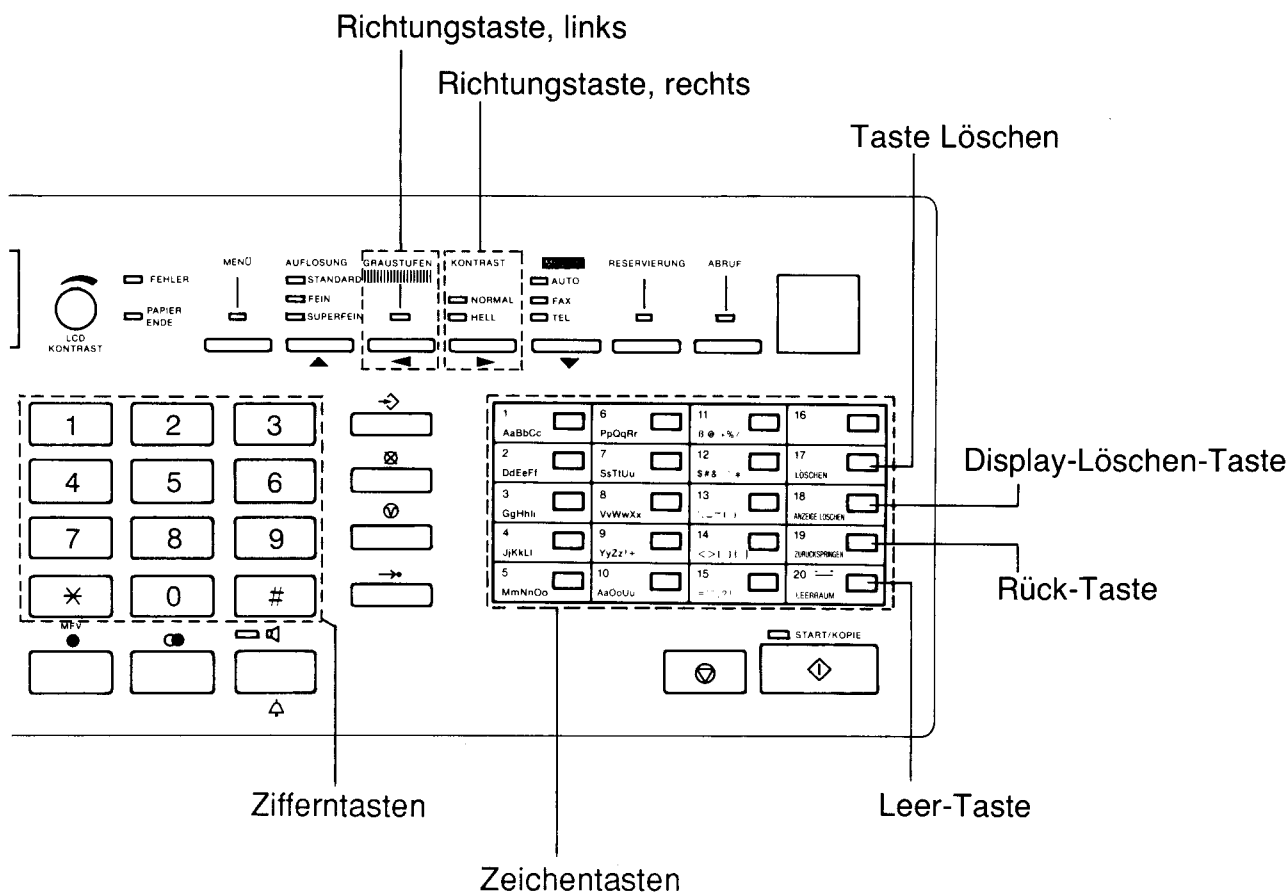 Richtungstaste, links
Richtungstaste, rechts
Taste Löschen
MENÜ AUFLOSUNG GRAUSTUFEN KONTRAST RESERVIERUNG ABRUF
FEHLER STANDARD AUTO
FEIN NORMAL FAX
PAPIER ENDE SUPERFEIN HELL TEL
LCD KONTRAST
1 2 3
4 5 6
7 8 9
* 0 #
MFV
1 6 11 16
AaBbCc PpQqRr
2 7 12 17
DdEeFf SsTtUu LÖSCHEN
3 8 13 18
GgHhIi VvWwXx ANZEIGE LÖSCHEN
4 9 14 19
JjKkLl YyZz!+ ZURUCKSPRINGEN
5 10 15 20
MmNnOo AaOoUu LEERRAUM
Display-Löschen-Taste
Rück-Taste
START/KOPIE
Zifferntasten
Leer-Taste
Zeichentasten